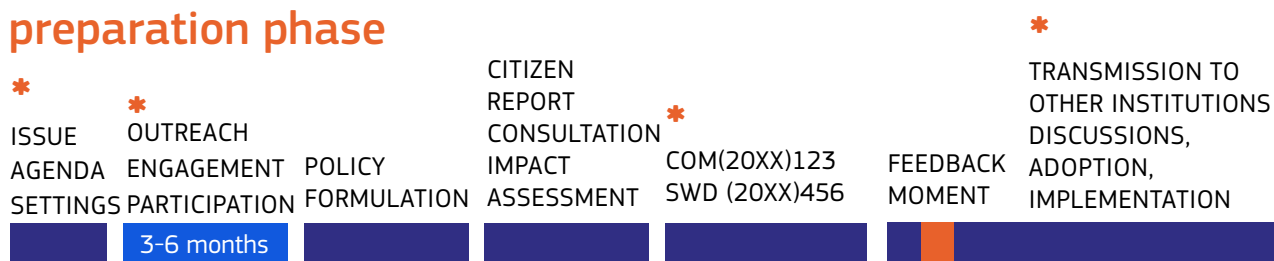 preparation phase
*
ISSUE
AGENDA
SETTINGS
*
OUTREACH
ENGAGEMENT
PARTICIPATION
3-6 months
POLICY
FORMULATION
CITIZEN
REPORT
CONSULTATION
IMPACT
ASSESSMENT
*
COM(20XX)123
SWD (20XX)456
FEEDBACK
MOMENT
*
TRANSMISSION TO
OTHER INSTITUTIONS
DISCUSSIONS,
ADOPTION,
IMPLEMENTATION